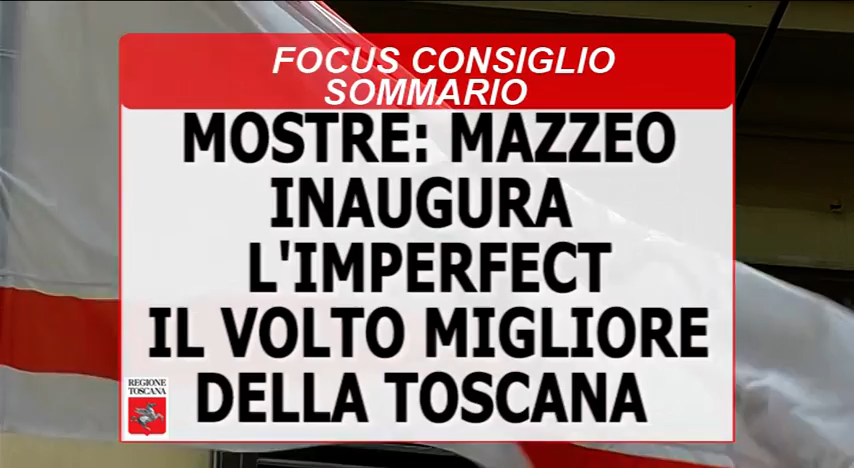 FOCUS CONSIGLIO
SOMMARIO
MOSTRE: MAZZEO
INAUGURA
L'IMPERFECT
IL VOLTO MIGLIORE
DELLA TOSCANA
REGIONE
TOSCANA